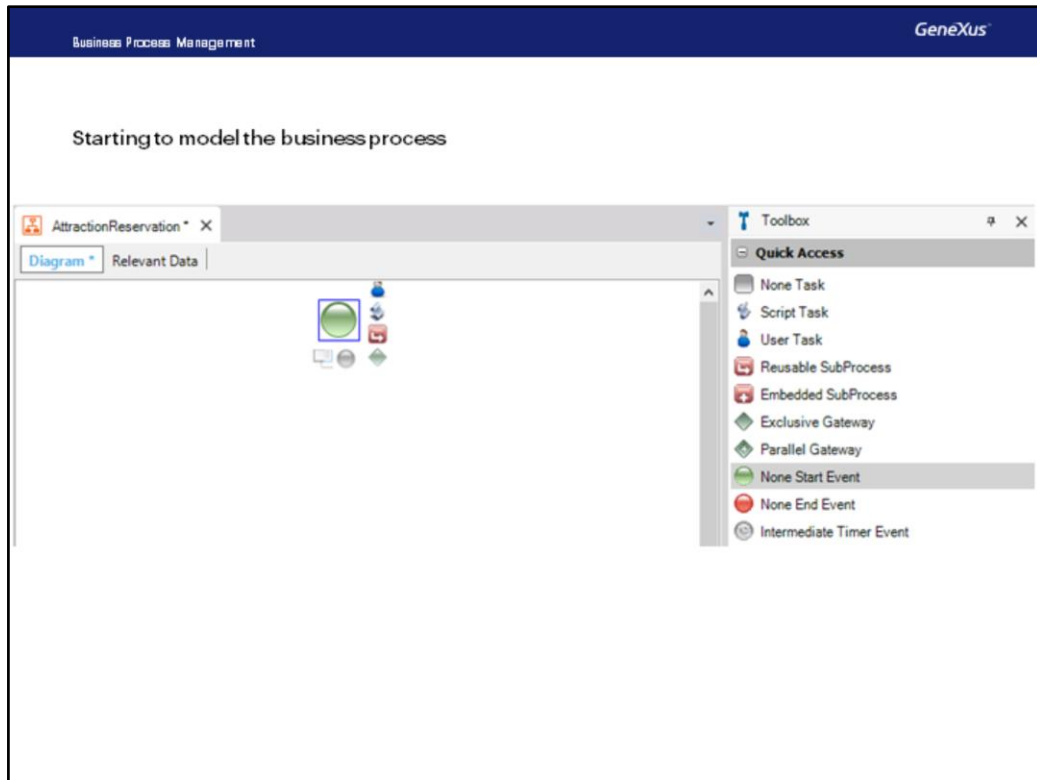 Business Process Management
GeneXus™
Starting to model the business process
AttractionReservation *
Toolbox
Diagram *
Relevant Data
Quick Access
None Task
Script Task
User Task
Reusable SubProcess
Embedded SubProcess
Exclusive Gateway
Parallel Gateway
None Start Event
None End Event
Intermediate Timer Event